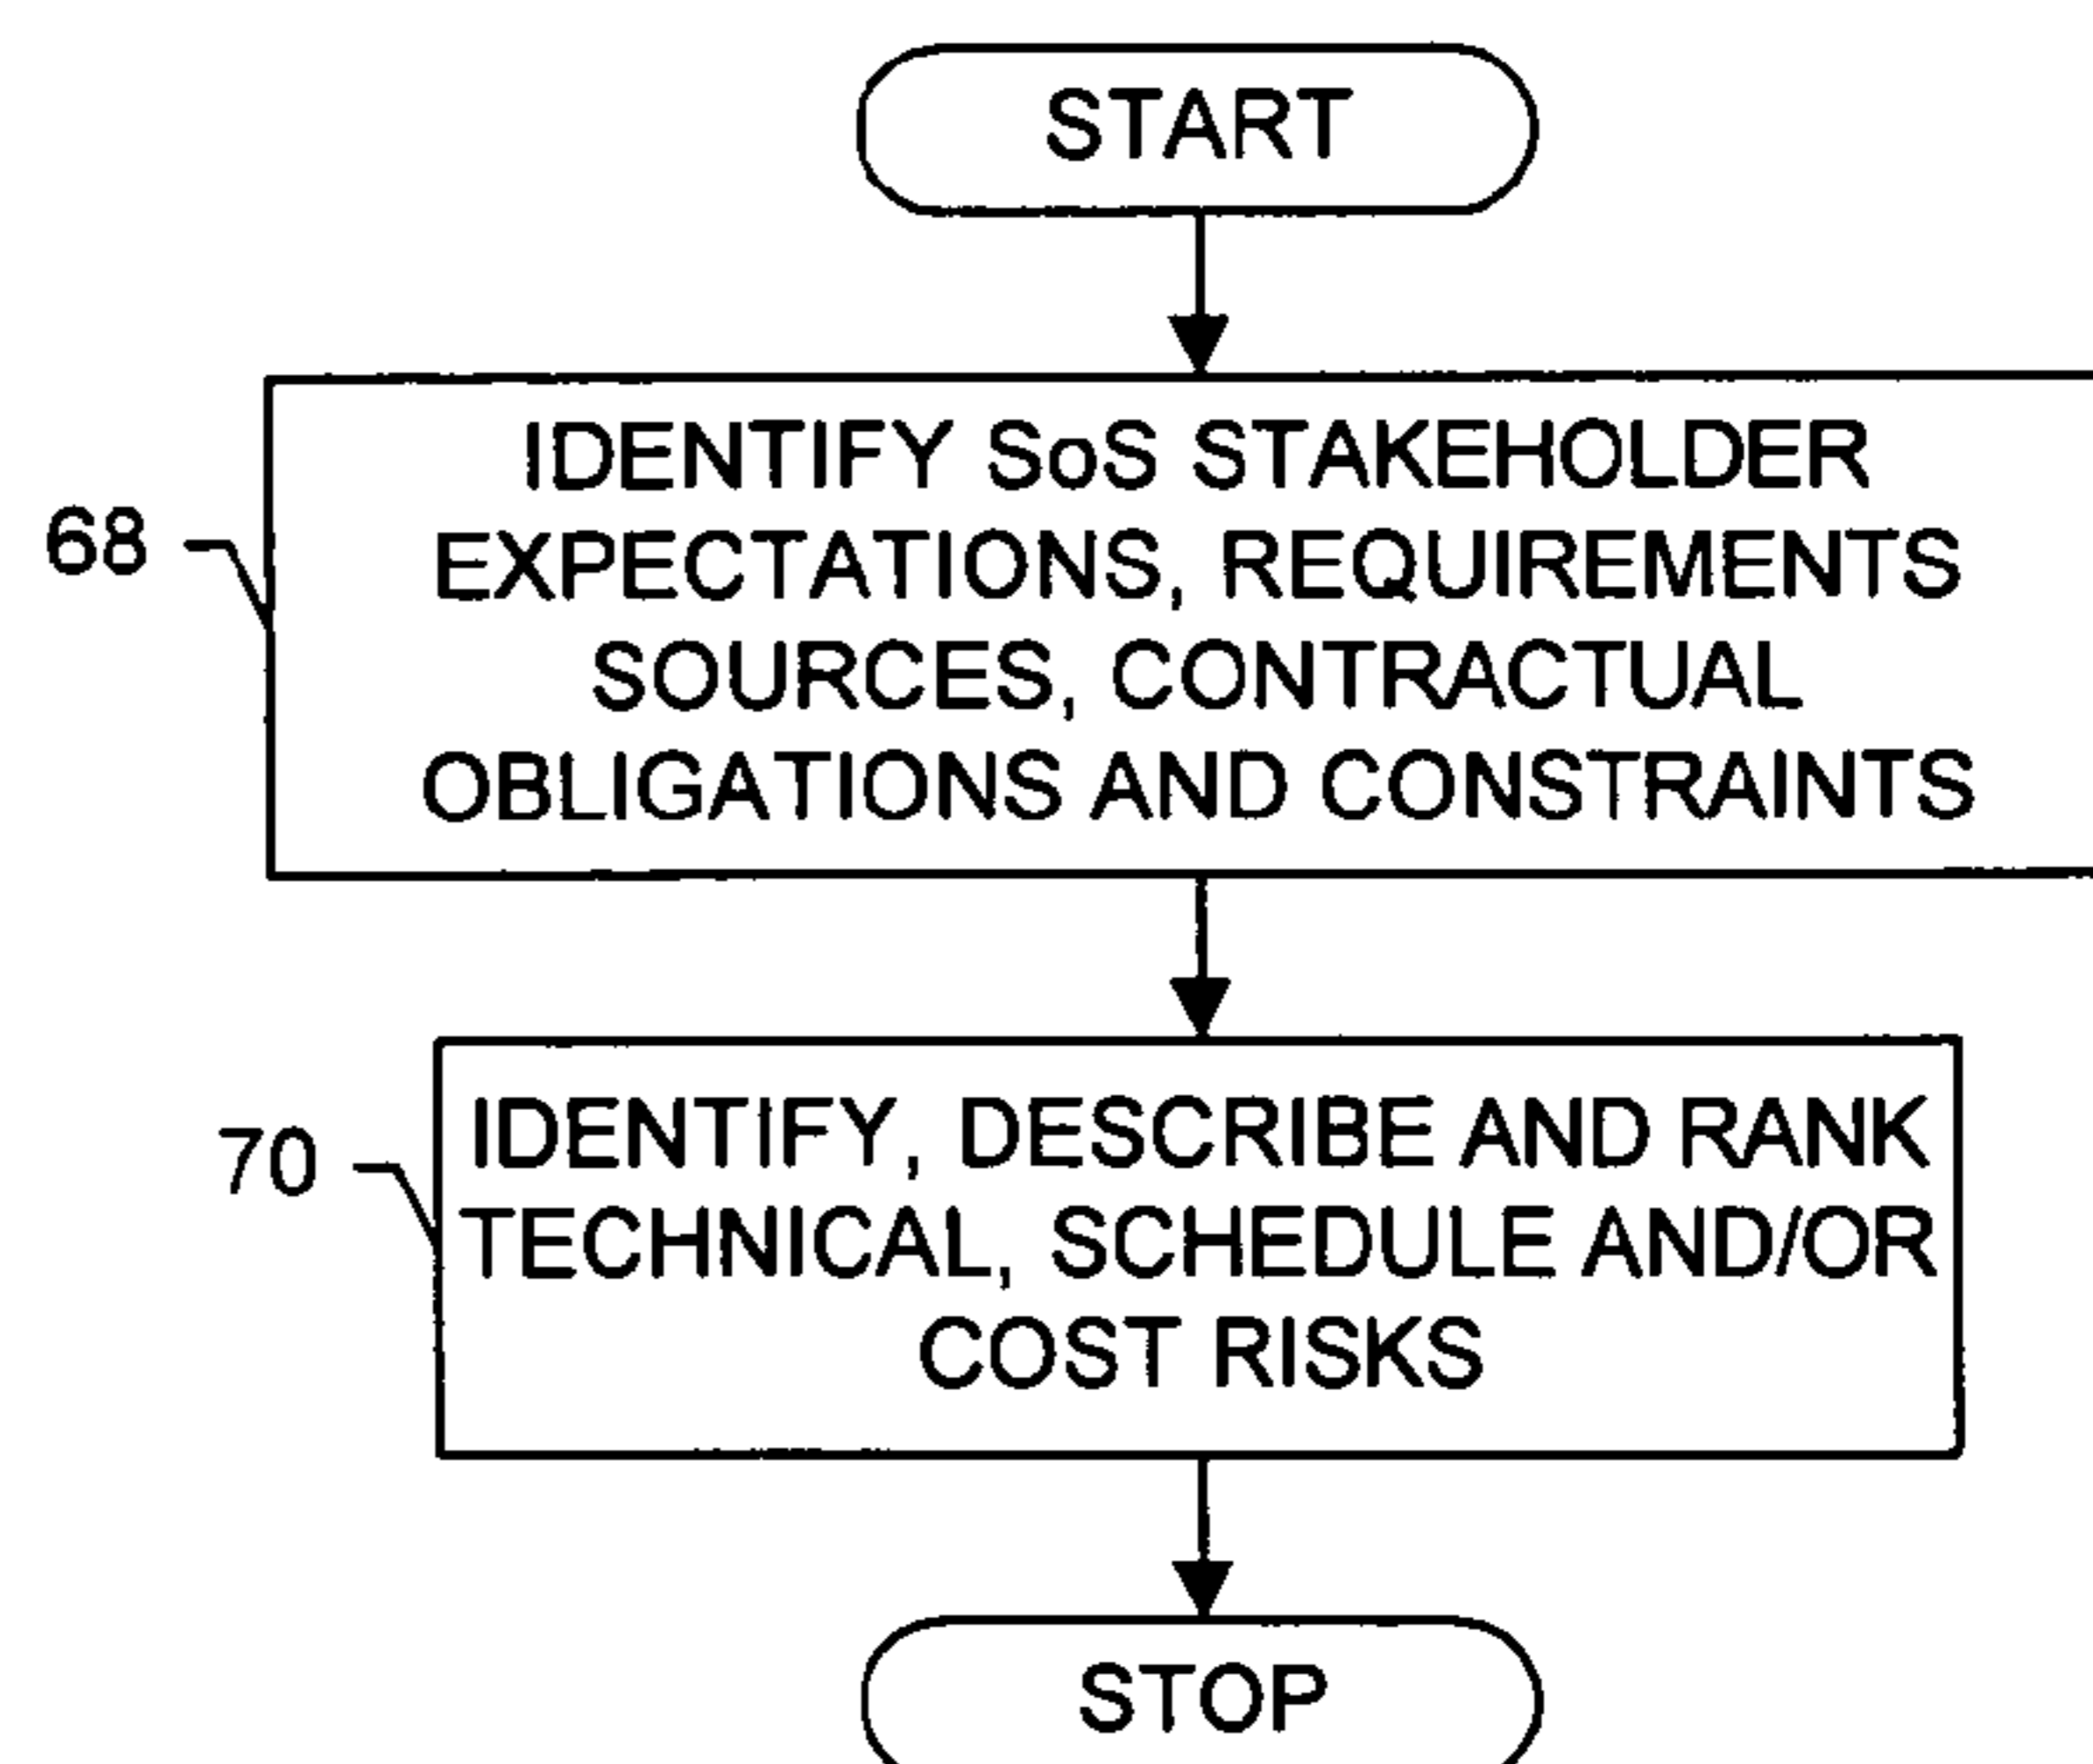 START
IDENTIFY SoS STAKEHOLDER
EXPECTATIONS, REQUIREMENTS
SOURCES, CONTRACTUAL
OBLIGATIONS AND CONSTRAINTS
68
IDENTIFY, DESCRIBE AND RANK
TECHNICAL, SCHEDULE AND/OR
COST RISKS
70
STOP